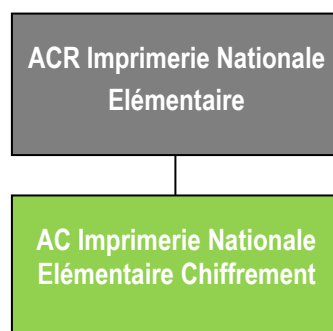 ACR Imprimerie Nationale
Elémentaire
AC Imprimerie Nationale
Elémentaire Chiffrement